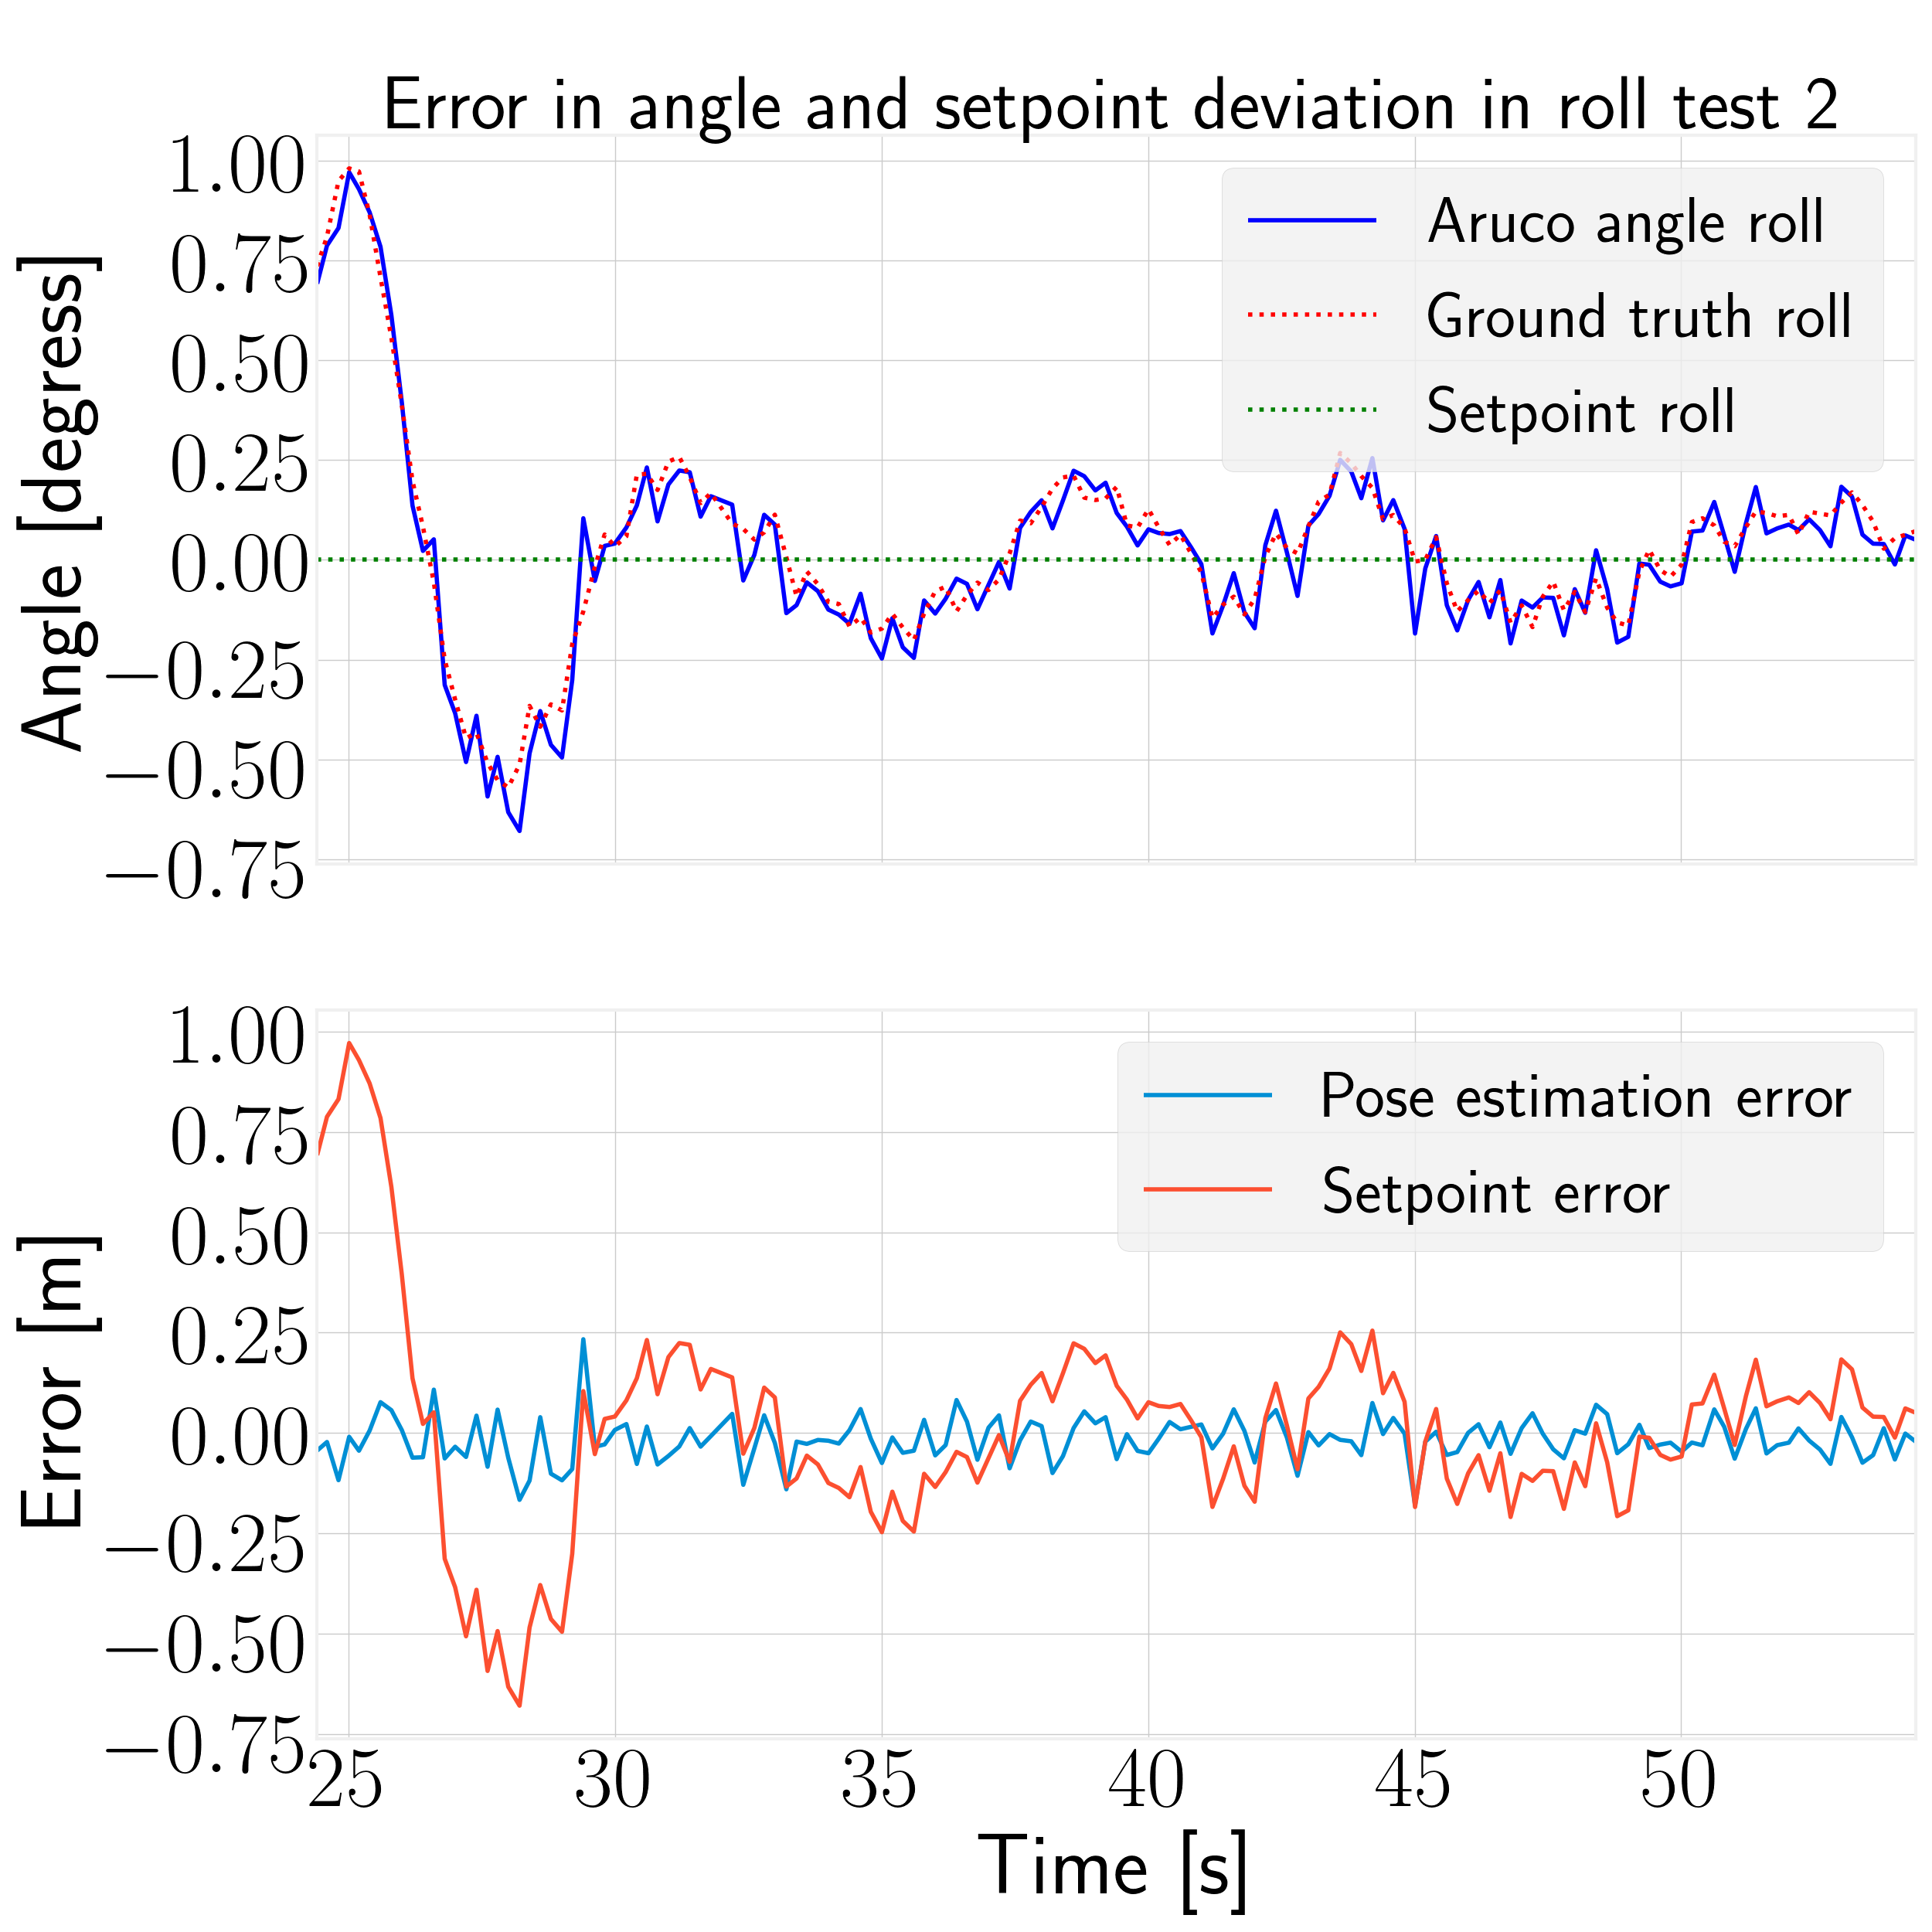 Error in angle and setpoint deviation in roll test 2
Angle [degress]
1.00
0.75
0.50
0.25
0.00
−0.25
−0.50
−0.75
Aruco angle roll
Ground truth roll
Setpoint roll
Error [m]
1.00
0.75
0.50
0.25
0.00
−0.25
−0.50
−0.75
Pose estimation error
Setpoint error
25 30 35 40 45 50
Time [s]